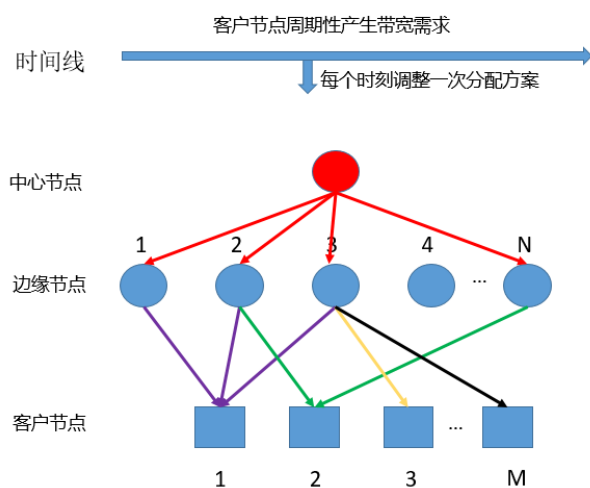 客户节点周期性产生带宽需求
时间线
每个时刻调整一次分配方案
中心节点
1 2 3 4 N
边缘节点
...
客户节点
...
1 2 3 M